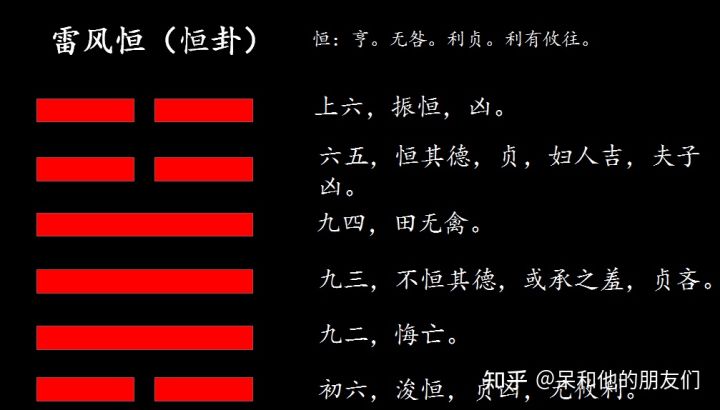 雷风恒（恒卦）
恒：亨。无咎。利贞。利有攸往。
上六，振恒，凶。
六五，恒其德，贞，妇人吉，夫子
凶。
九四，田无禽。
九三，不恒其德，或承之羞，贞吝。
九二，悔亡。
初六，浚恒，贞凶，无攸利。
知乎 @呆和他的朋友们